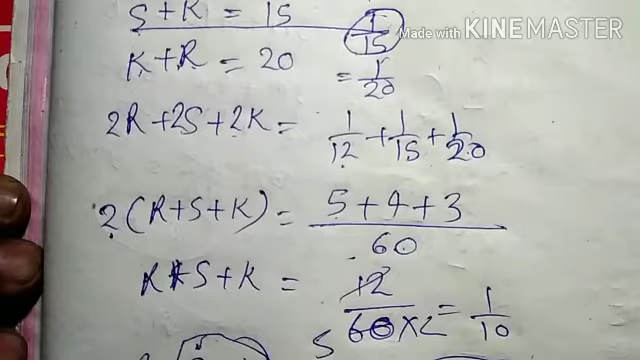 S+K = 15 1/15
Made with KINEMASTER
K+R = 20 = 1/20
2R+2S+2K = 1/12 + 1/15 + 1/20
2(R+S+K) = 5+4+3/60
R+S+K = 12/60×2 = 1/10
5